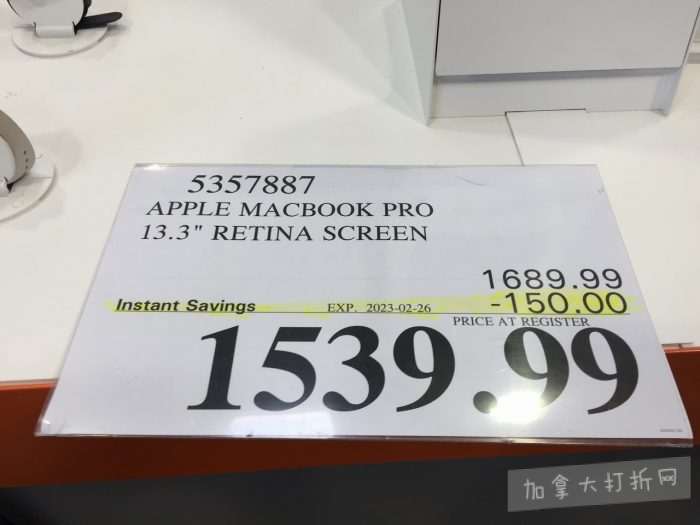 5357887
APPLE MACBOOK PRO
13.3" RETINA SCREEN
1689.99
Instant Savings EXP. 2023-02-26 -150.00
PRICE AT REGISTER
1539.99
加拿大打折网